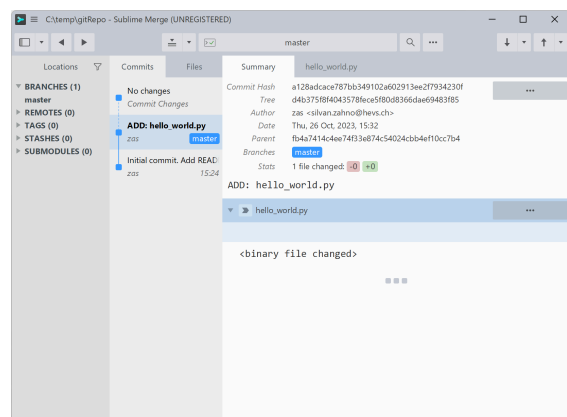 C:\temp\gitRepo - Sublime Merge (UNREGISTERED)
master
Locations
BRANCHES (1)
master
REMOTES (0)
TAGS (0)
STASHES (0)
SUBMODULES (0)
Commits Files
No changes
Commit Changes
ADD: hello_world.py
zas master
Initial commit. Add READ
zas 15:24
Summary hello_world.py
Commit Hash a128adcace787bb349102a602913ee2f7934230f
Tree d4b375f8f4043578fece5f80d8366dae69483f85
Author zas <silvan.zahno@hevs.ch>
Date Thu, 26 Oct, 2023, 15:32
Parent fb4a7414c4ee74f33e874c54024cbb4ef10cc7b4
Branches master
Stats 1 file changed: -0 +0
ADD: hello_world.py
hello_world.py
<binary file changed>